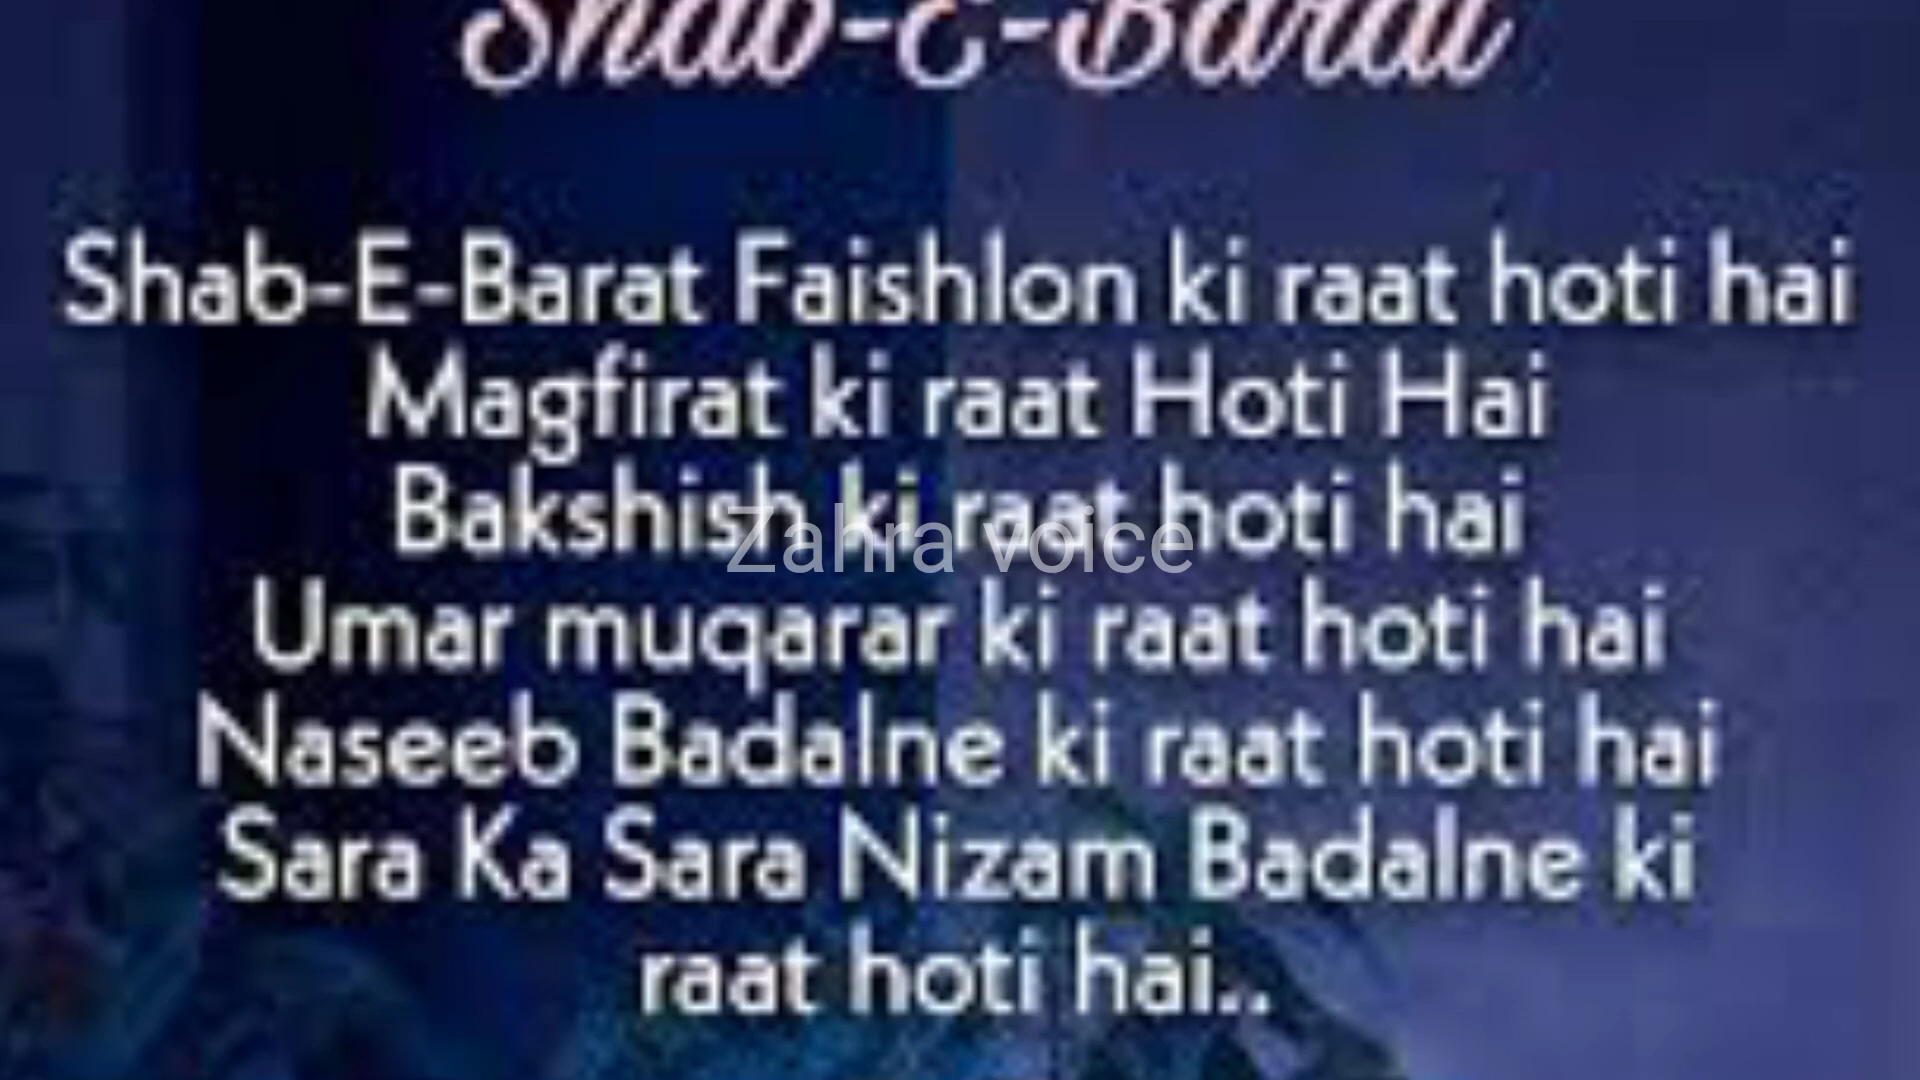 Shab-E-Barat
Shab-E-Barat Faishlon ki raat hoti hai
Magfirat ki raat Hoti Hai
Bakshish ki raat hoti hai
Zahra voice
Umar muqarar ki raat hoti hai
Naseeb Badalne ki raat hoti hai
Sara Ka Sara Nizam Badalne ki
raat hoti hai..